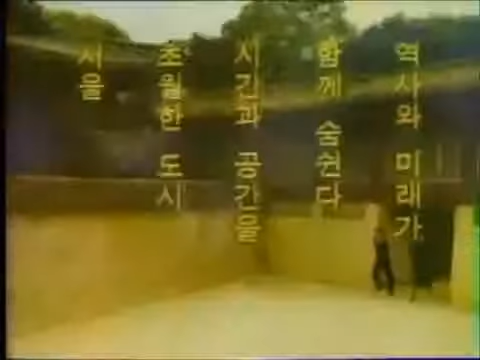 역사와 미래가
함께 숨쉰다
시간과 공간을
초월한 도시
서울